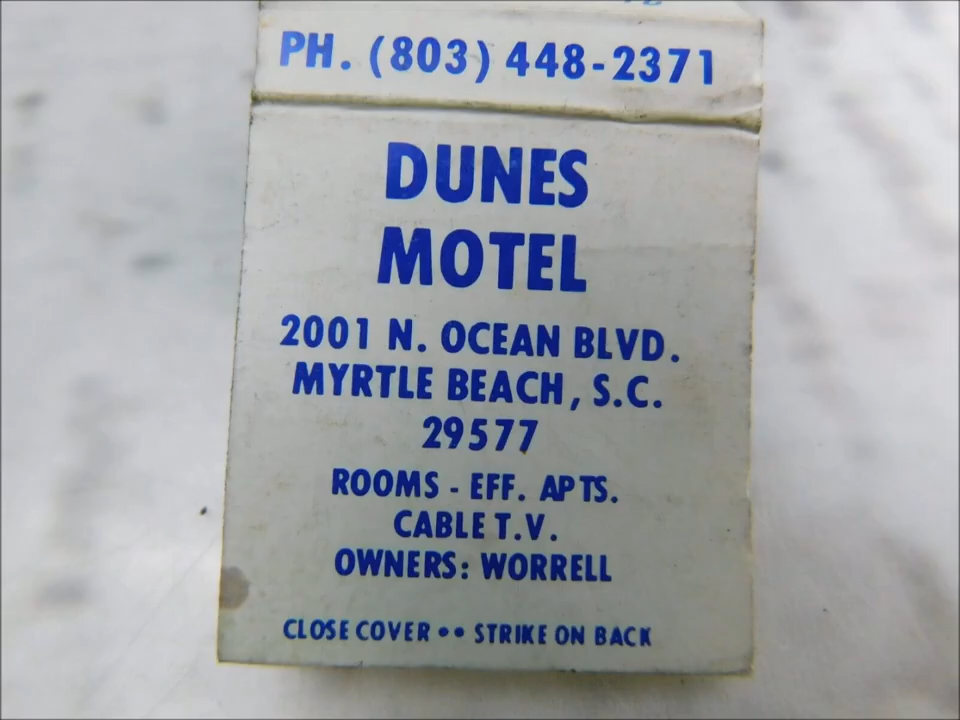 PH. (803) 448-2371
DUNES
MOTEL
2001 N. OCEAN BLVD.
MYRTLE BEACH, S.C.
29577
ROOMS - EFF. APTS.
CABLE T.V.
OWNERS: WORRELL
CLOSE COVER •• STRIKE ON BACK